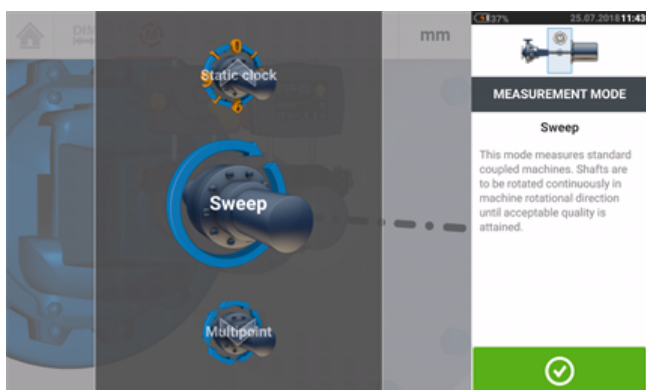 DIM
mm
37%
25.07.2018 11:43
Static clock
0
9
6
Sweep
Multipoint
MEASUREMENT MODE
Sweep
This mode measures standard
coupled machines. Shafts are
to be rotated continuously in
machine rotational direction
until acceptable quality is
attained.